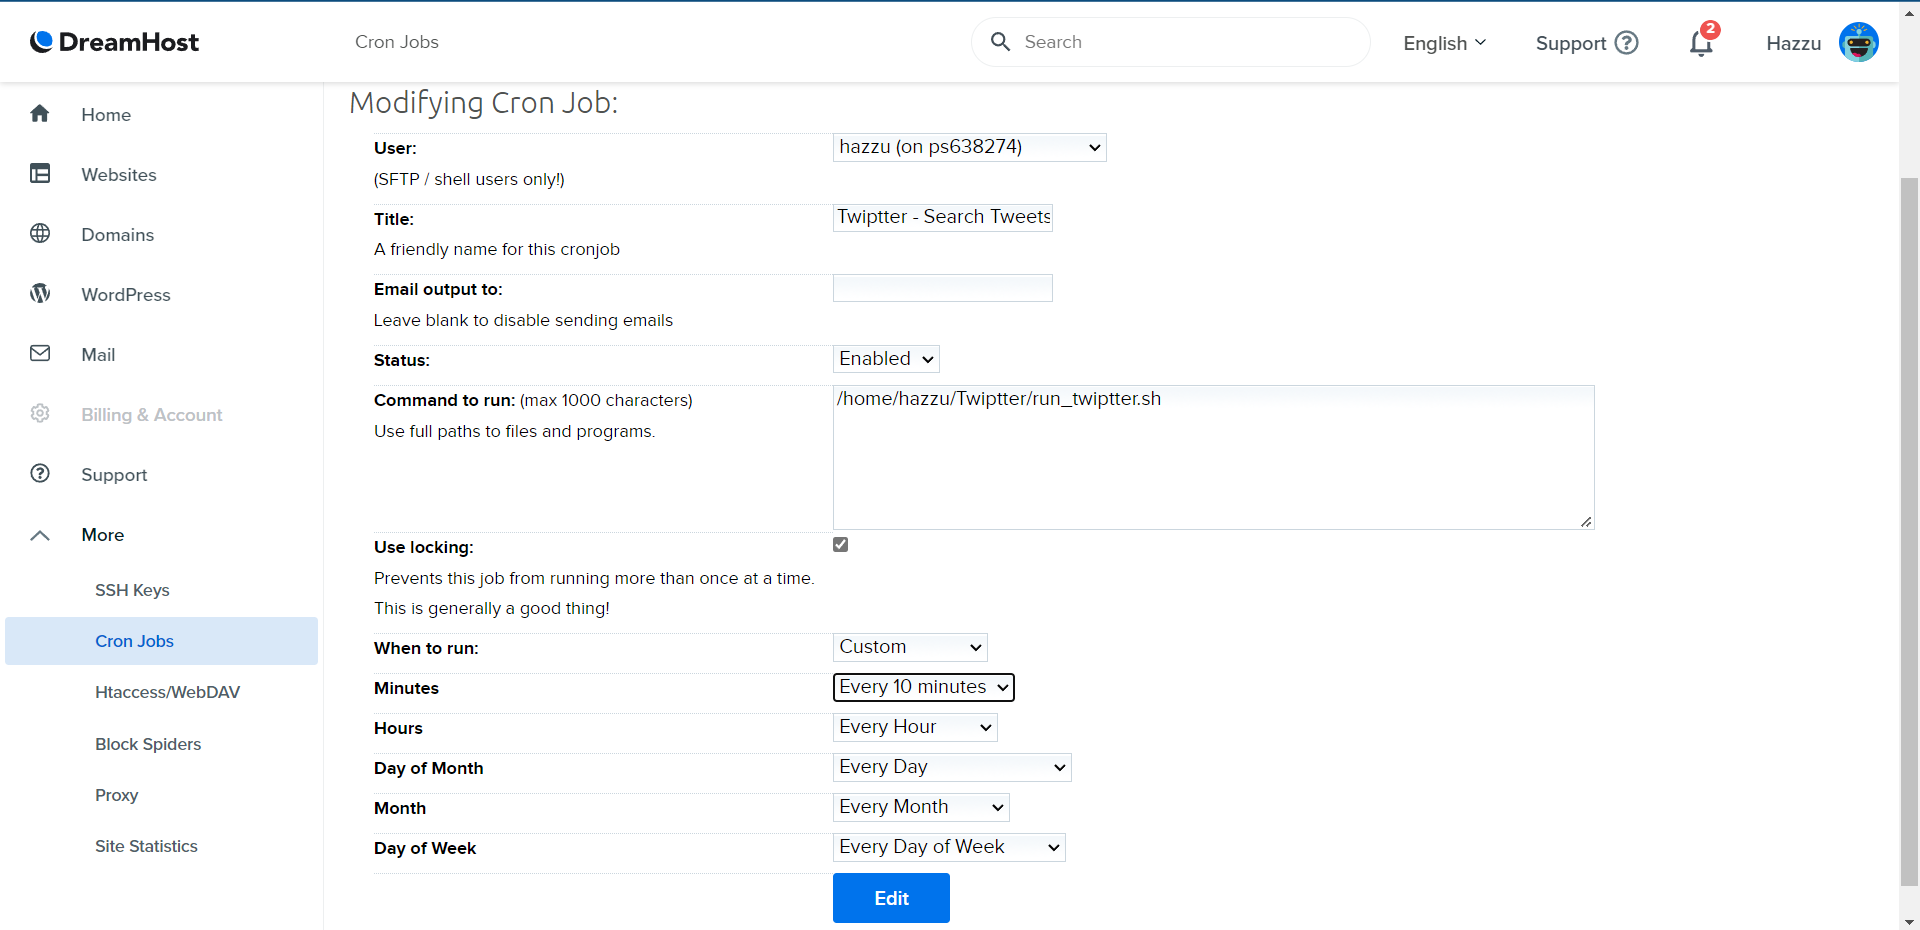 DreamHost
Cron Jobs
Search
English
Support
2
Hazzu
Home
Websites
Domains
WordPress
Mail
Billing & Account
Support
More
SSH Keys
Cron Jobs
Htaccess/WebDAV
Block Spiders
Proxy
Site Statistics
Modifying Cron Job:
User:
hazzu (on ps638274)
(SFTP / shell users only!)
Title:
Twiptter - Search Tweets
A friendly name for this cronjob
Email output to:
Leave blank to disable sending emails
Status:
Enabled
Command to run: (max 1000 characters)
/home/hazzu/Twiptter/run_twiptter.sh
Use full paths to files and programs.
Use locking:
Prevents this job from running more than once at a time.
This is generally a good thing!
When to run:
Custom
Minutes
Every 10 minutes
Hours
Every Hour
Day of Month
Every Day
Month
Every Month
Day of Week
Every Day of Week
Edit